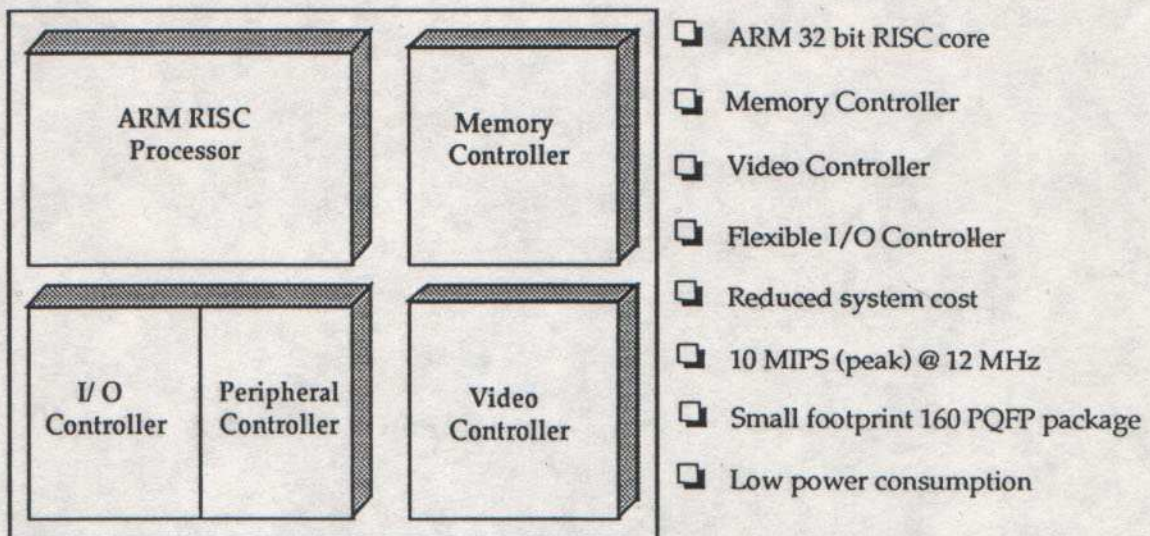 ARM RISC
Processor
Memory
Controller
I/ O
Controller
Peripheral
Controller
Video
Controller
ARM 32 bit RISC core
Memory Controller
Video Controller
Flexible I/O Controller
Reduced system cost
10 MIPS (peak) @ 12 MHz
Small footprint 160 PQFP package
Low power consumption